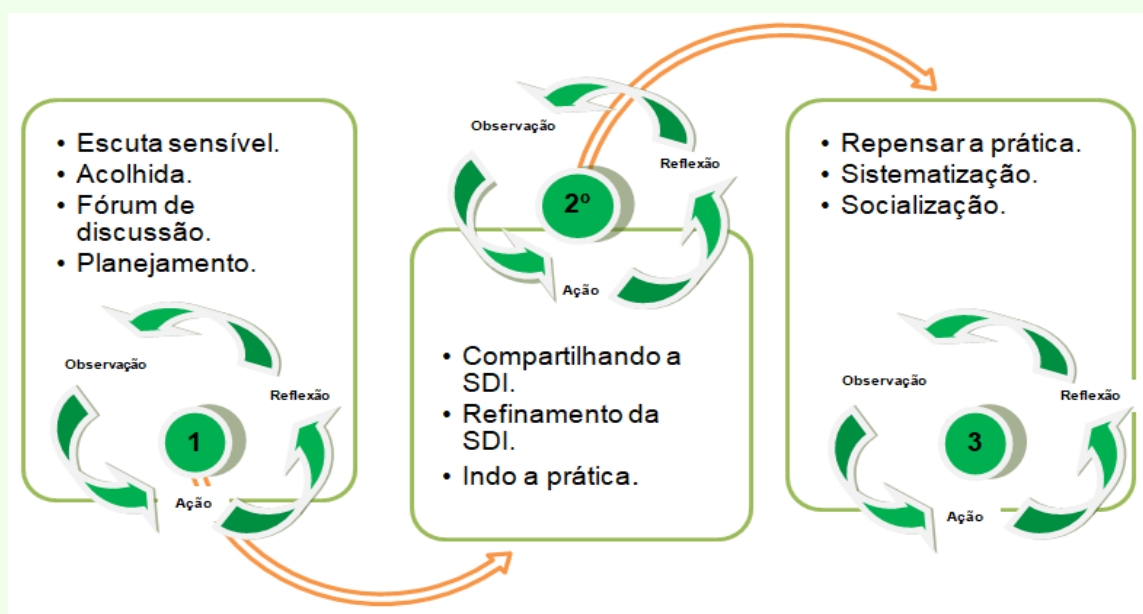 • Escuta sensível.
• Acolhida.
• Fórum de
discussão.
• Planejamento.
Observação
Reflexão
1
Ação
Observação
Reflexão
2º
Ação
• Compartilhando a
SDI.
• Refinamento da
SDI.
• Indo a prática.
• Repensar a prática.
• Sistematização.
• Socialização.
Observação
Reflexão
3
Ação